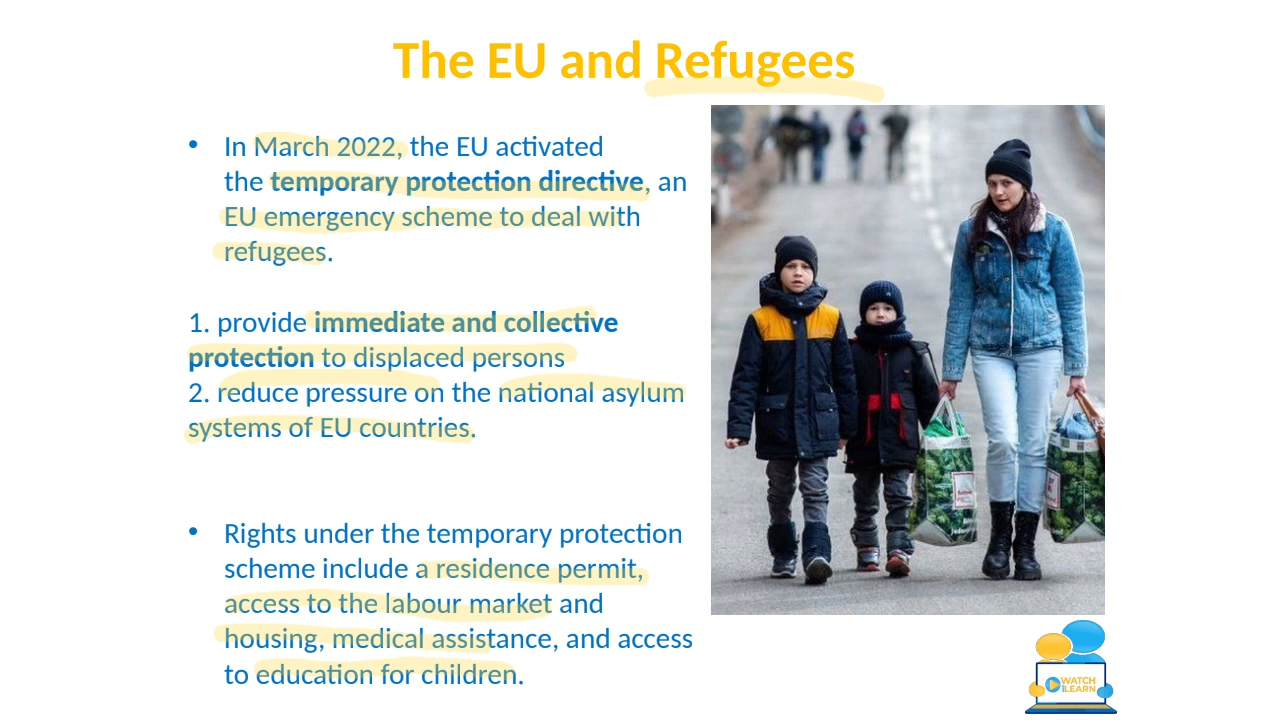 The EU and Refugees
• In March 2022, the EU activated
the temporary protection directive, an
EU emergency scheme to deal with
refugees.
1. provide immediate and collective
protection to displaced persons
2. reduce pressure on the national asylum
systems of EU countries.
• Rights under the temporary protection
scheme include a residence permit,
access to the labour market and
housing, medical assistance, and access
to education for children.
WATCH
LEARN